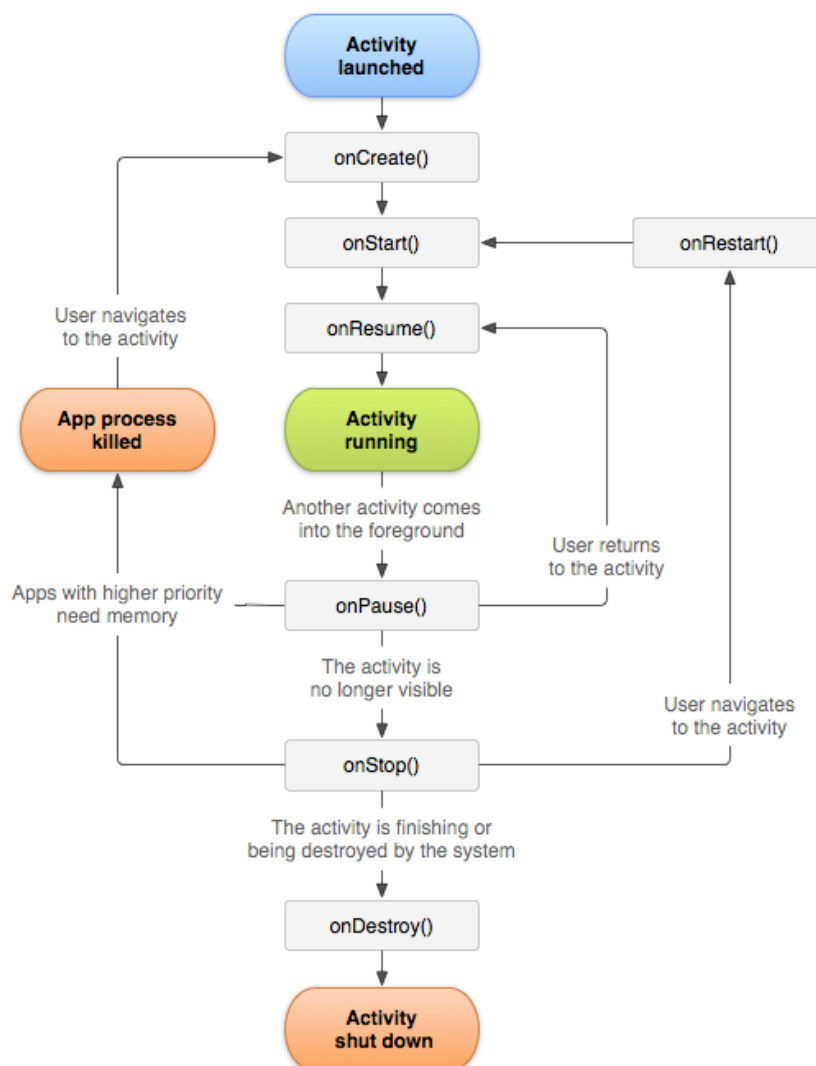 Activity
launched
onCreate()
onStart()
onRestart()
User navigates
to the activity
onResume()
App process
killed
Activity
running
Another activity comes
into the foreground
User returns
to the activity
Apps with higher priority
need memory
onPause()
The activity is
no longer visible
User navigates
to the activity
onStop()
The activity is finishing or
being destroyed by the system
onDestroy()
Activity
shut down